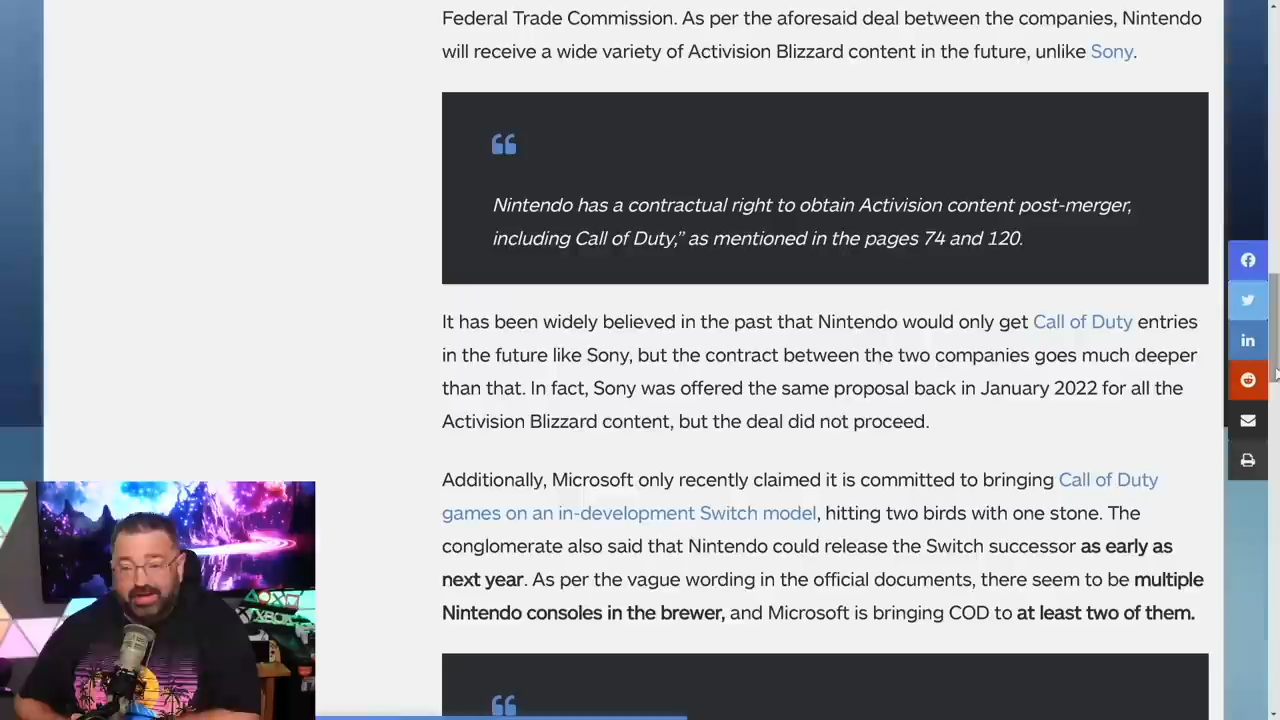 Federal Trade Commission. As per the aforesaid deal between the companies, Nintendo
will receive a wide variety of Activision Blizzard content in the future, unlike Sony.
Nintendo has a contractual right to obtain Activision content post-merger,
including Call of Duty,” as mentioned in the pages 74 and 120.
It has been widely believed in the past that Nintendo would only get Call of Duty entries
in the future like Sony, but the contract between the two companies goes much deeper
than that. In fact, Sony was offered the same proposal back in January 2022 for all the
Activision Blizzard content, but the deal did not proceed.
Additionally, Microsoft only recently claimed it is committed to bringing Call of Duty
games on an in-development Switch model, hitting two birds with one stone. The
conglomerate also said that Nintendo could release the Switch successor as early as
next year. As per the vague wording in the official documents, there seem to be multiple
Nintendo consoles in the brewer, and Microsoft is bringing COD to at least two of them.